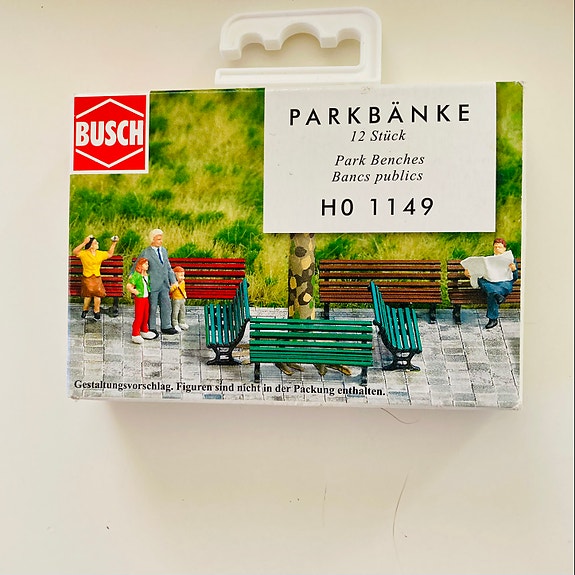 BUSCH
PARKBÄNKE
12 Stück
Park Benches
Bancs publics
H0 1149
Gestaltungsvorschlag. Figuren sind nicht in der Packung enthalten.